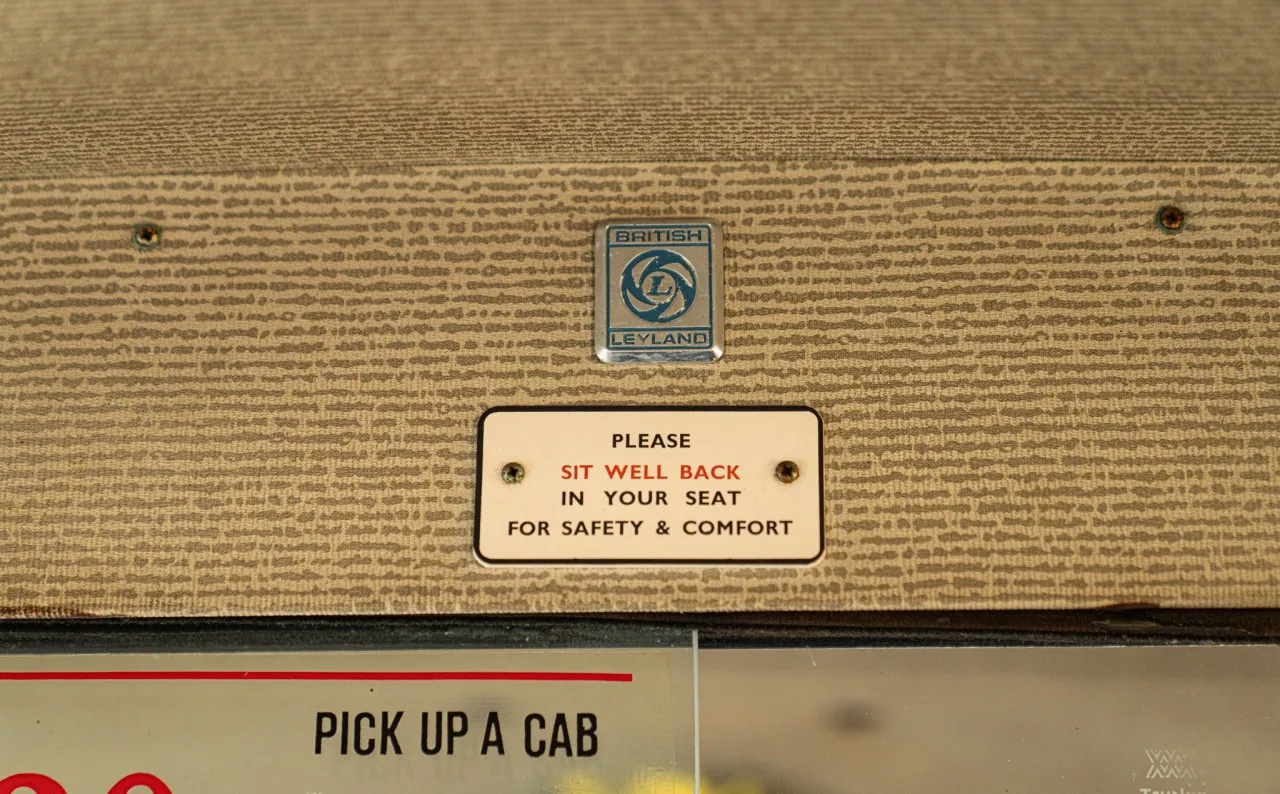 BRITISH
L
LEYLAND
PLEASE
SIT WELL BACK
IN YOUR SEAT
FOR SAFETY & COMFORT
PICK UP A CAB